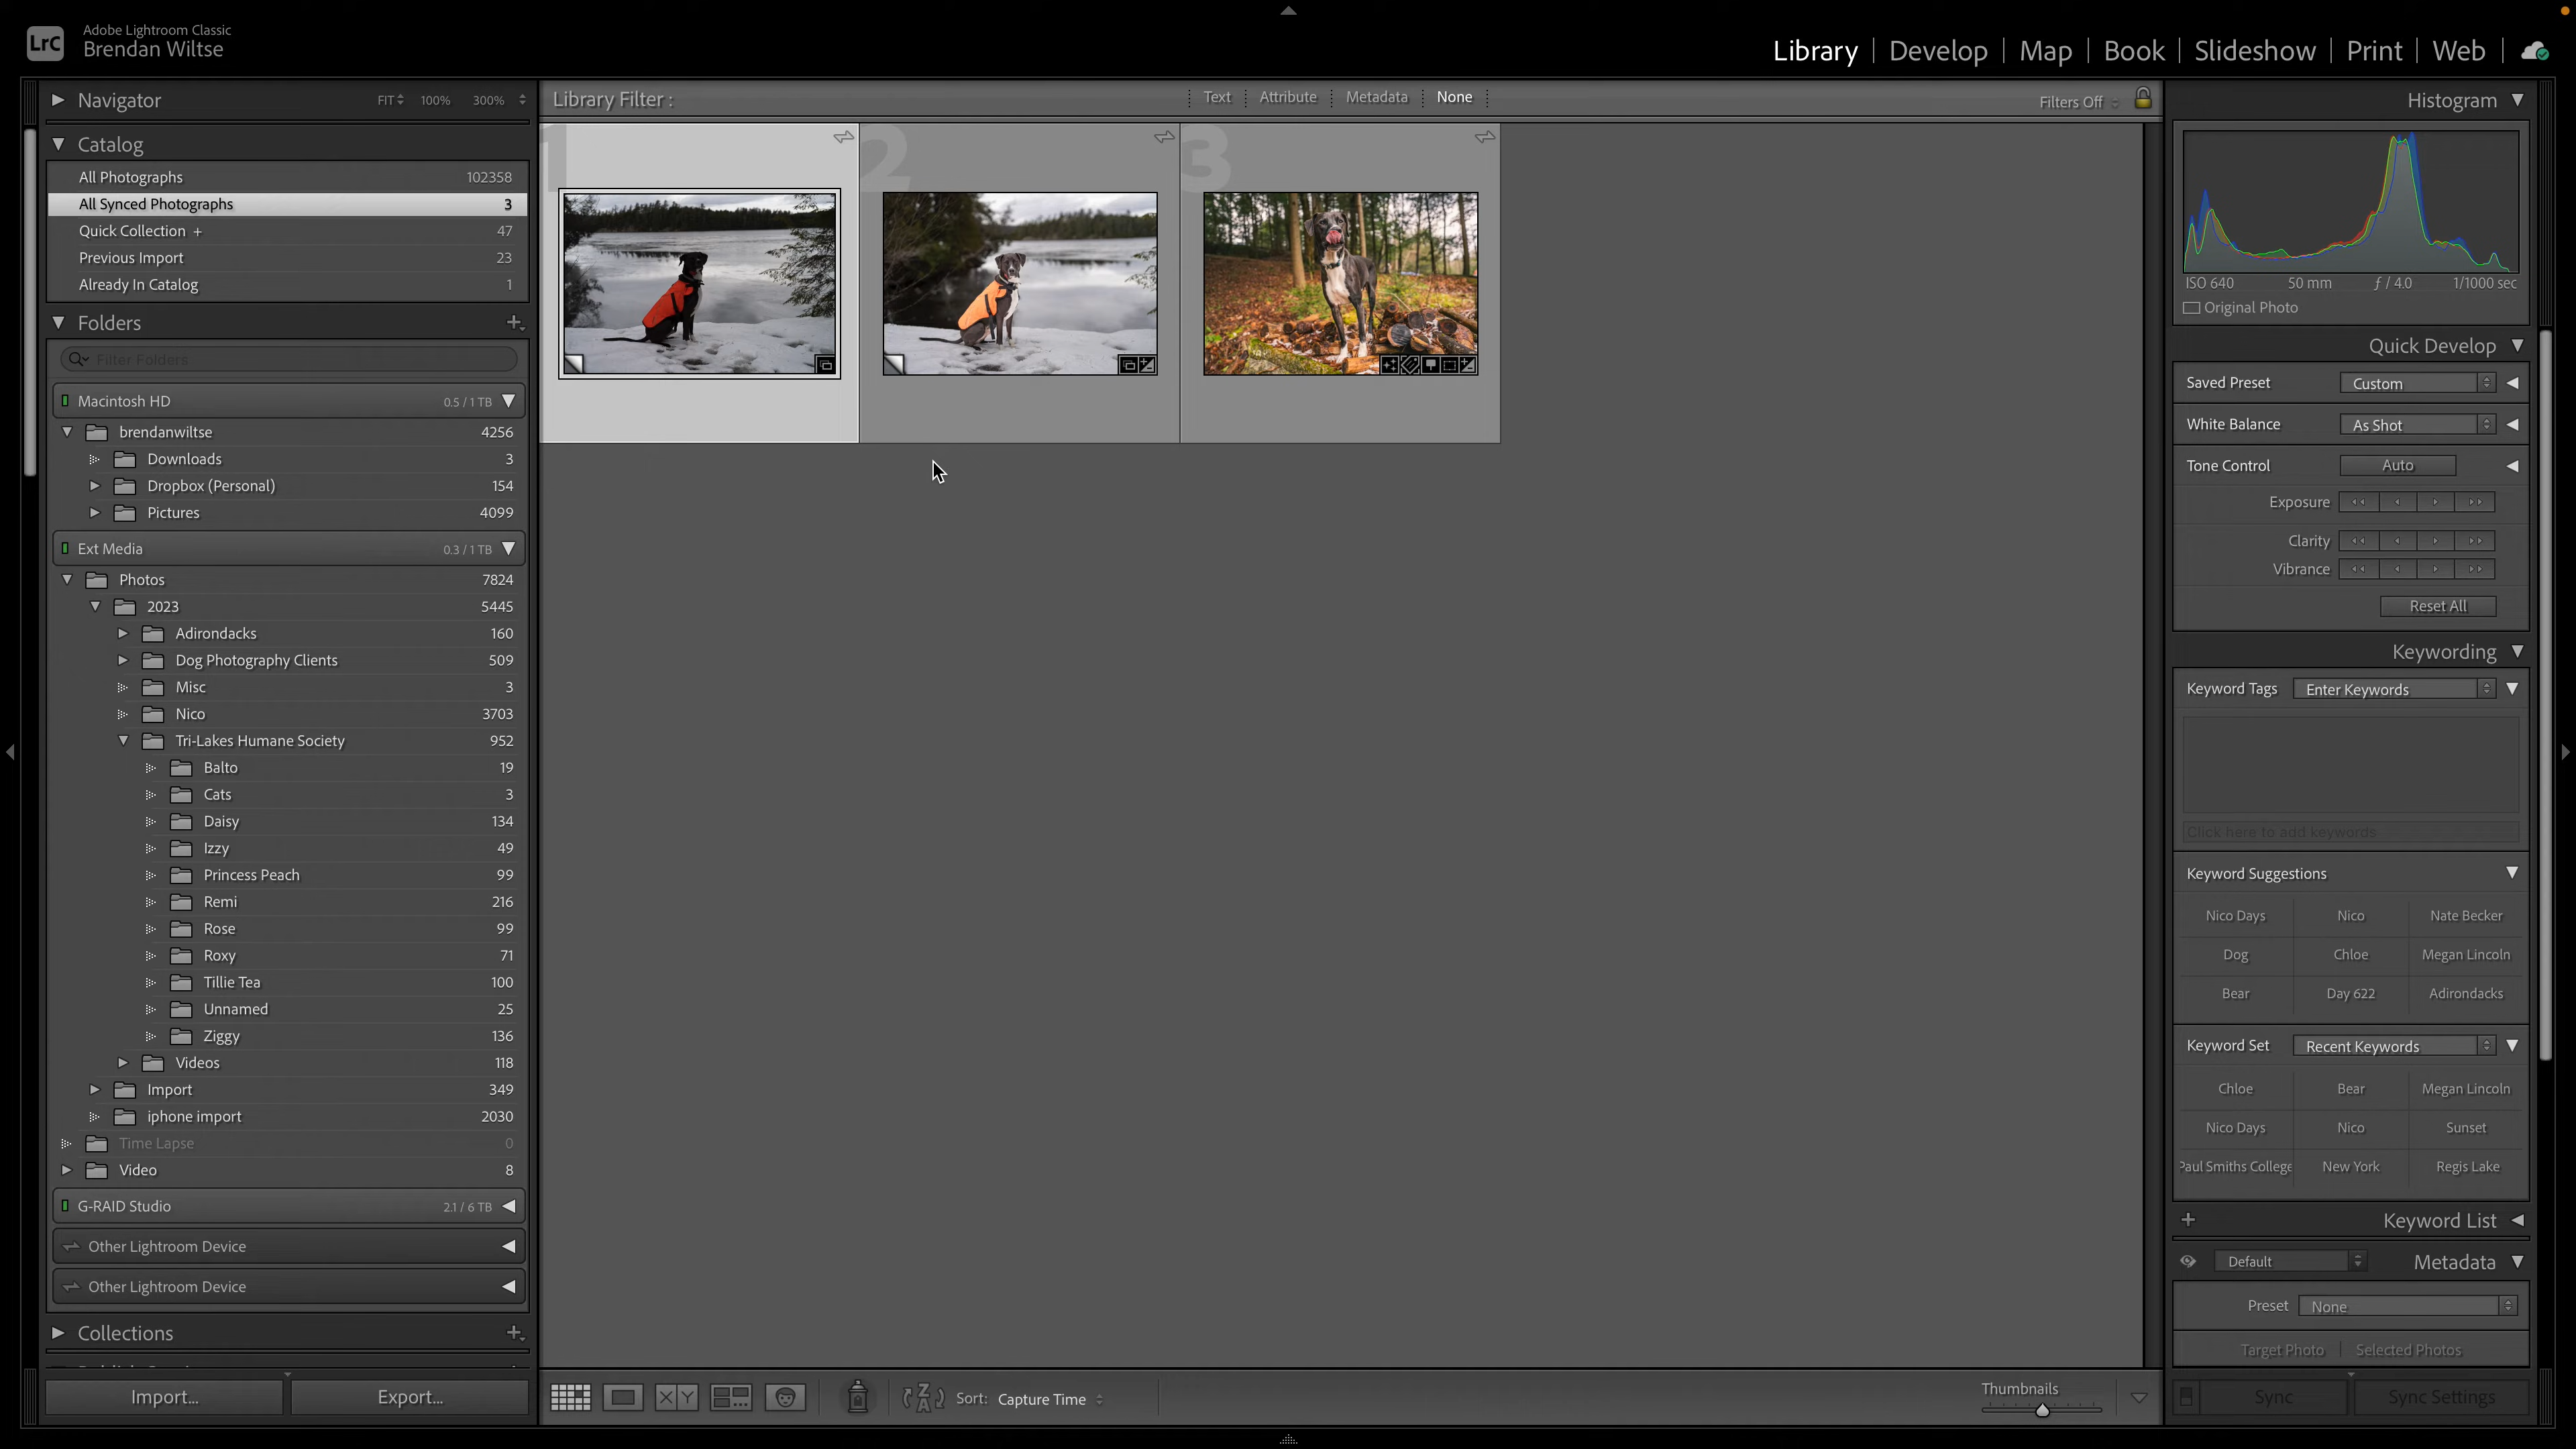 LrC
Adobe Lightroom Classic
Brendan Wiltse
Library | Develop | Map | Book | Slideshow | Print | Web
Navigator FIT 100% 300%
Catalog
All Photographs 102358
All Synced Photographs 3
Quick Collection + 47
Previous Import 23
Already In Catalog 1
Folders
Filter Folders
Macintosh HD 0.5 / 1 TB
brendanwiltse 4256
Downloads 3
Dropbox (Personal) 154
Pictures 4099
Ext Media 0.3 / 1 TB
Photos 7824
2023 5445
Adirondacks 160
Dog Photography Clients 509
Misc 3
Nico 3703
Tri-Lakes Humane Society 952
Balto 19
Cats 3
Daisy 134
Izzy 49
Princess Peach 99
Remi 216
Rose 99
Roxy 71
Tillie Tea 100
Unnamed 25
Ziggy 136
Videos 118
Import 349
iphone import 2030
Time Lapse 0
Video 8
G-RAID Studio 2.1 / 6 TB
Other Lightroom Device
Other Lightroom Device
Collections
Import... Export...
Library Filter : Text Attribute Metadata None Filters Off
1 2 3
X Y Sort: Capture Time Thumbnails
Histogram
ISO 640 50 mm ƒ / 4.0 1/1000 sec
Original Photo
Quick Develop
Saved Preset Custom
White Balance As Shot
Tone Control Auto
Exposure
Clarity
Vibrance
Reset All
Keywording
Keyword Tags Enter Keywords
Click here to add keywords
Keyword Suggestions
Nico Days Nico Nate Becker
Dog Chloe Megan Lincoln
Bear Day 622 Adirondacks
Keyword Set Recent Keywords
Chloe Bear Megan Lincoln
Nico Days Nico Sunset
Paul Smiths College New York Regis Lake
Keyword List
Default Metadata
Preset None
Target Photo Selected Photos
Sync Sync Settings